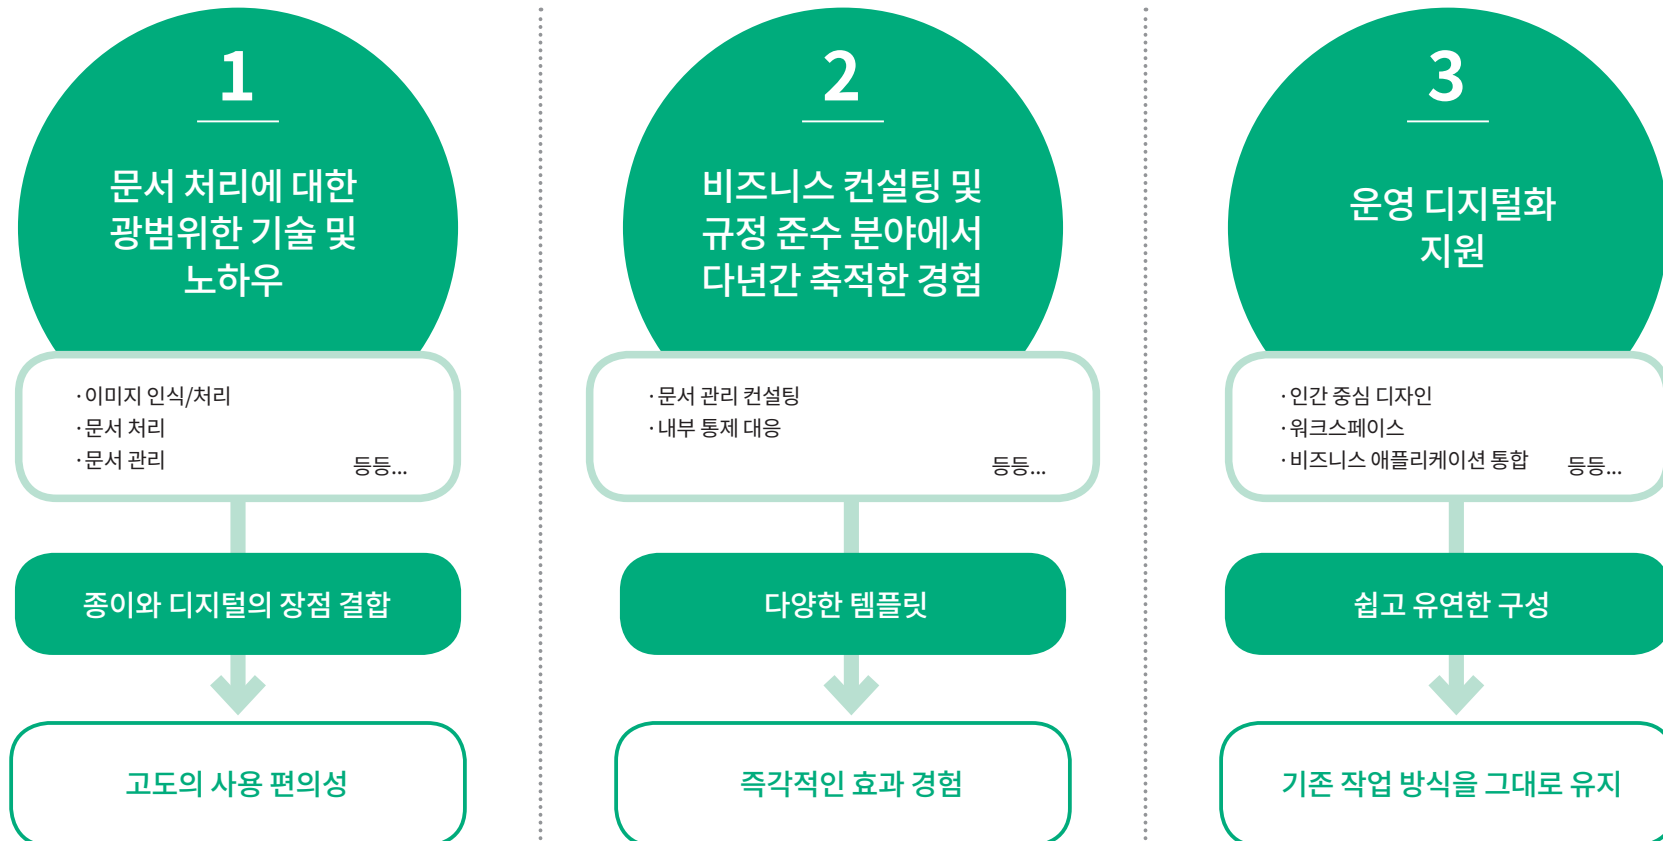 1
문서 처리에 대한
광범위한 기술 및
노하우
·이미지 인식/처리
·문서 처리
·문서 관리
등등...
종이와 디지털의 장점 결합
고도의 사용 편의성
2
비즈니스 컨설팅 및
규정 준수 분야에서
다년간 축적한 경험
·문서 관리 컨설팅
·내부 통제 대응
등등...
다양한 템플릿
즉각적인 효과 경험
3
운영 디지털화
지원
·인간 중심 디자인
·워크스페이스
·비즈니스 애플리케이션 통합
등등...
쉽고 유연한 구성
기존 작업 방식을 그대로 유지